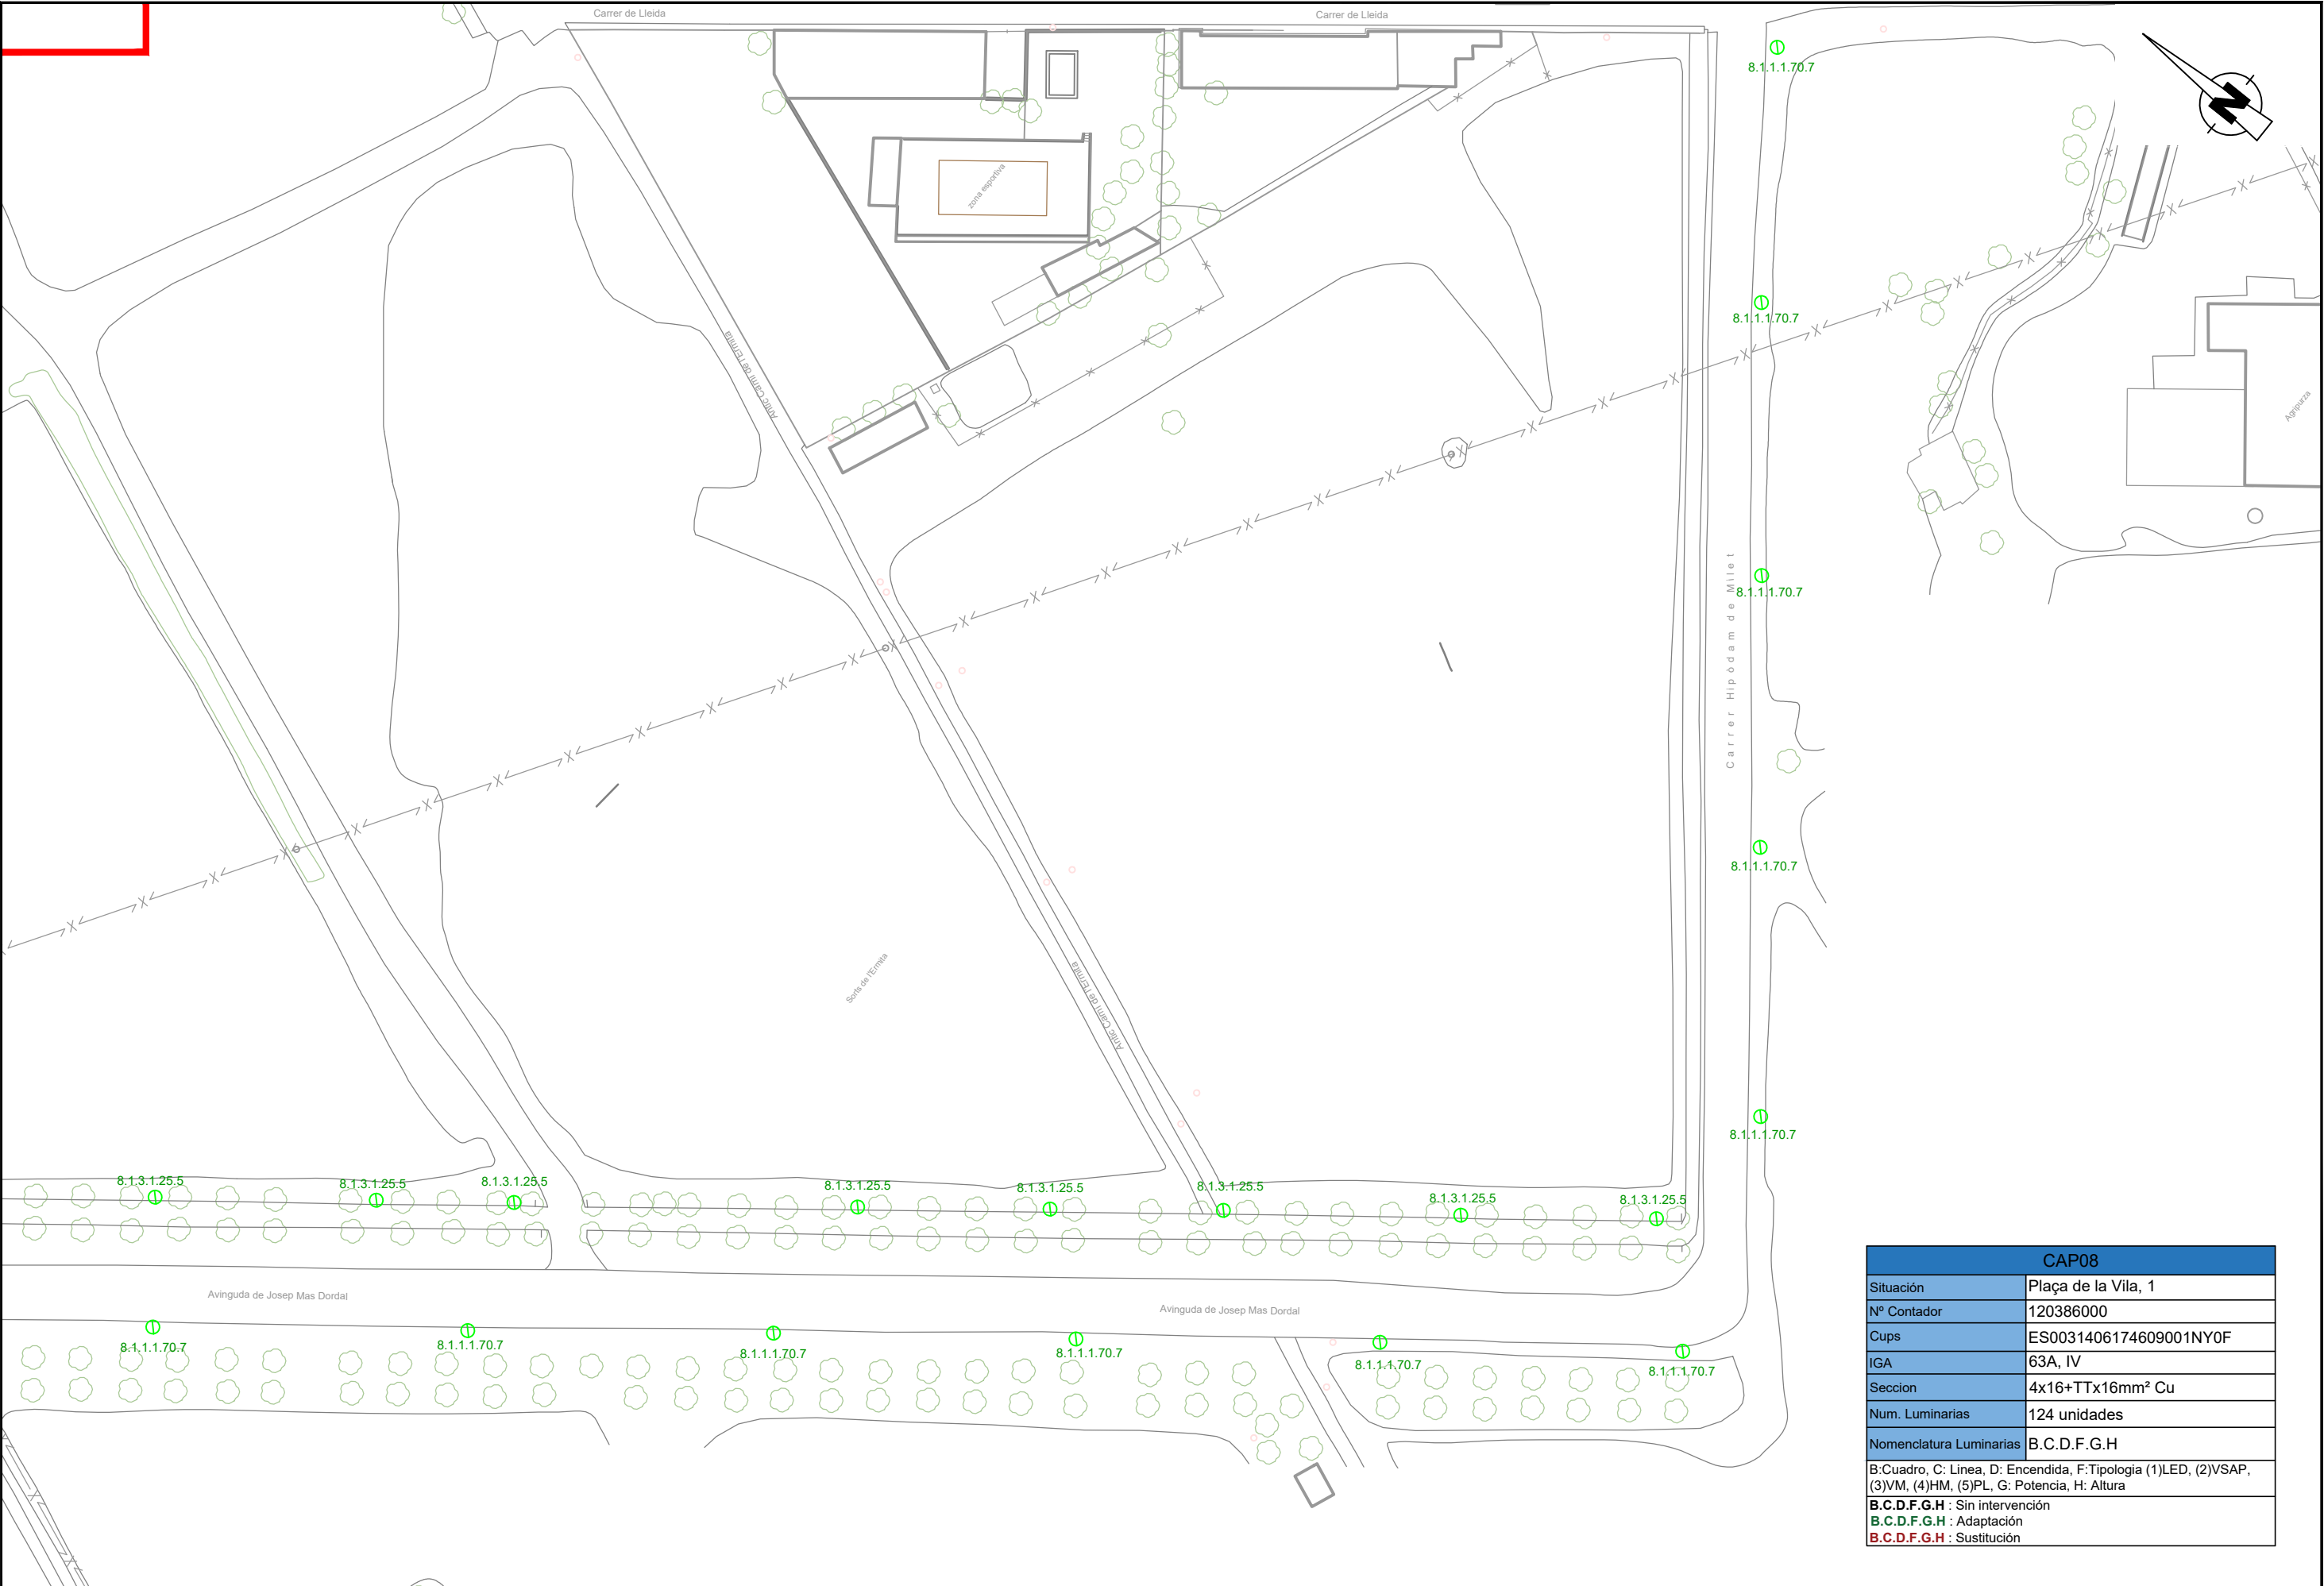 Carrer de Lleida
Carrer de Lleida
8.1.1.1.70.7
N
zona esportiva
8.1.1.1.70.7
Antic Camí de l'Ermita
Agripurza
8.1.1.1.70.7
Carrer Hipòdam de Milet
8.1.1.1.70.7
Sorts de l'Ermita
Antic Camí de l'Ermita
8.1.1.1.70.7
8.1.3.1.25.5
8.1.3.1.25.5
8.1.3.1.25.5
8.1.3.1.25.5
8.1.3.1.25.5
8.1.3.1.25.5
8.1.3.1.25.5
8.1.3.1.25.5
Avinguda de Josep Mas Dordal
Avinguda de Josep Mas Dordal
8.1.1.1.70.7
8.1.1.1.70.7
8.1.1.1.70.7
8.1.1.1.70.7
8.1.1.1.70.7
8.1.1.1.70.7
CAP08
Situación Plaça de la Vila, 1
Nº Contador 120386000
Cups ES0031406174609001NY0F
IGA 63A, IV
Seccion 4x16+TTx16mm² Cu
Num. Luminarias 124 unidades
Nomenclatura Luminarias B.C.D.F.G.H
B:Cuadro, C: Linea, D: Encendida, F:Tipologia (1)LED, (2)VSAP,
(3)VM, (4)HM, (5)PL, G: Potencia, H: Altura
B.C.D.F.G.H : Sin intervención
B.C.D.F.G.H : Adaptación
B.C.D.F.G.H : Sustitución